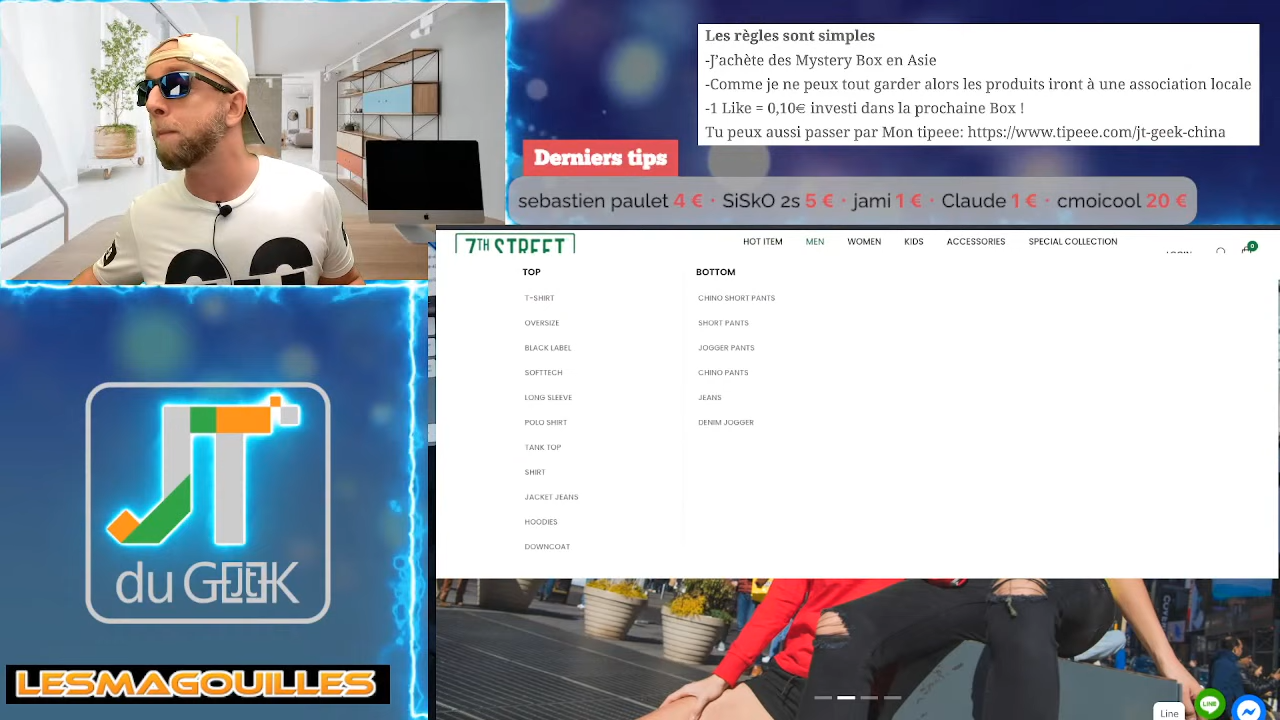 Les règles sont simples
-J'achète des Mystery Box en Asie
-Comme je ne peux tout garder alors les produits iront à une association locale
-1 Like = 0,10€ investi dans la prochaine Box !
Tu peux aussi passer par Mon tipeee: https://www.tipeee.com/jt-geek-china
Derniers tips
sebastien paulet 4 € · SiSkO 2s 5 € · jami 1 € · Claude 1 € · cmoicool 20 €
7TH STREET
HOT ITEM MEN WOMEN KIDS ACCESSORIES SPECIAL COLLECTION
LOGIN
0
TOP
T-SHIRT
OVERSIZE
BLACK LABEL
SOFTTECH
LONG SLEEVE
POLO SHIRT
TANK TOP
SHIRT
JACKET JEANS
HOODIES
DOWNCOAT
BOTTOM
CHINO SHORT PANTS
SHORT PANTS
JOGGER PANTS
CHINO PANTS
JEANS
DENIM JOGGER
JT
du GEEK
LESMAGOUILLES
Line
LINE